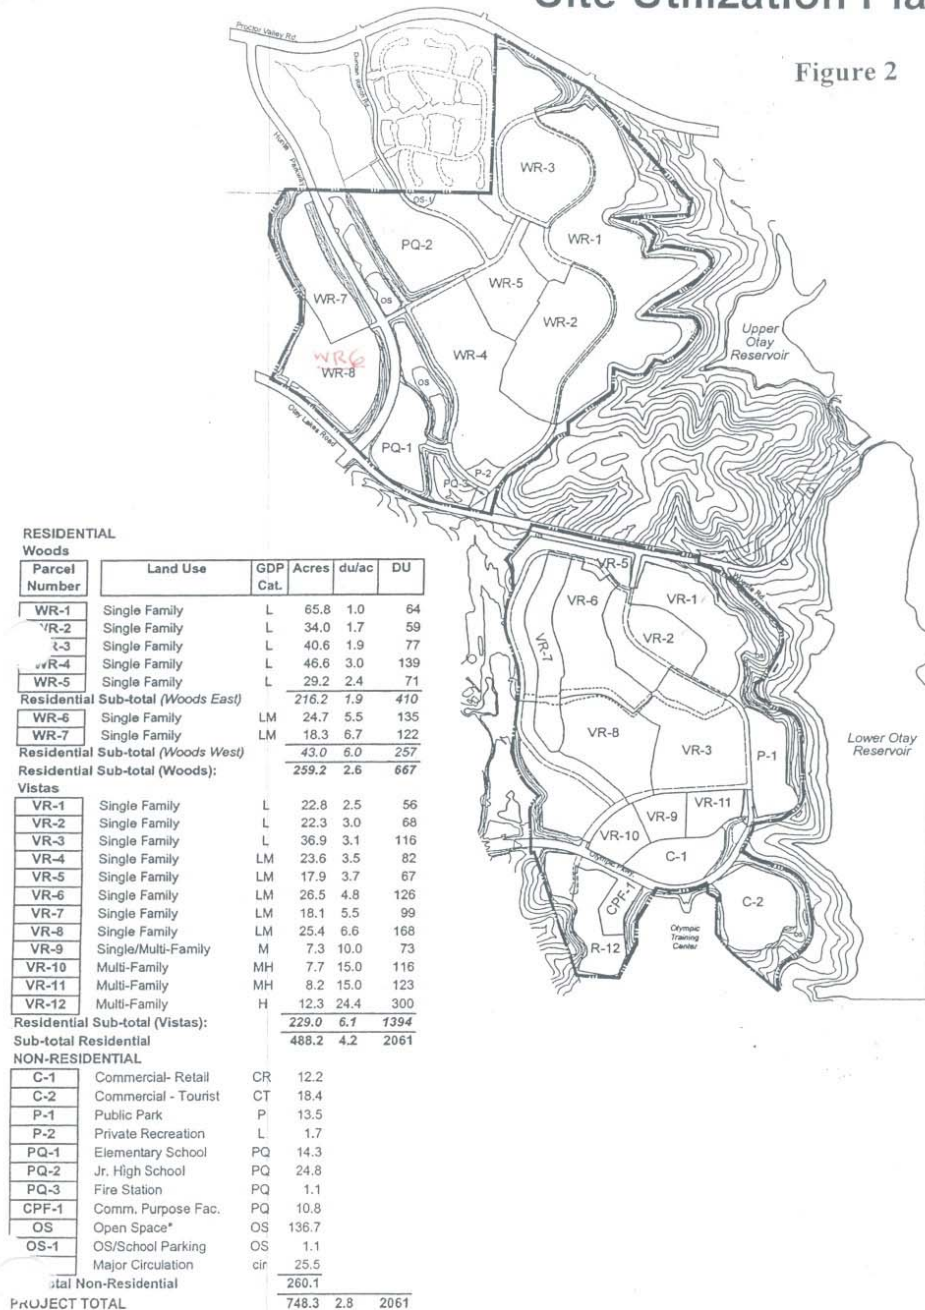 Site Utilization Pla
Figure 2
Proctor Valley Rd.
Hunte Parkway
WR-3
OS-1
PQ-2
WR-1
WR-5
WR-7
OS
WR-2
WR-4
WR6
WR-8
OS
Upper
Otay
Reservoir
Otay Lakes Road
PQ-1
P-2
PQ-3
VR-5
VR-6
VR-1
VR-2
VR-7
VR-8
VR-3
P-1
Lower Otay
Reservoir
VR-11
VR-9
VR-10
C-1
Olympic Pkwy.
CPF-1
C-2
OS
R-12
Olympic
Training
Center
RESIDENTIAL
Woods
Parcel Number Land Use GDP Cat. Acres du/ac DU
WR-1 Single Family L 65.8 1.0 64
WR-2 Single Family L 34.0 1.7 59
R-3 Single Family L 40.6 1.9 77
WR-4 Single Family L 46.6 3.0 139
WR-5 Single Family L 29.2 2.4 71
Residential Sub-total (Woods East) 216.2 1.9 410
WR-6 Single Family LM 24.7 5.5 135
WR-7 Single Family LM 18.3 6.7 122
Residential Sub-total (Woods West) 43.0 6.0 257
Residential Sub-total (Woods): 259.2 2.6 667
Vistas
VR-1 Single Family L 22.8 2.5 56
VR-2 Single Family L 22.3 3.0 68
VR-3 Single Family L 36.9 3.1 116
VR-4 Single Family LM 23.6 3.5 82
VR-5 Single Family LM 17.9 3.7 67
VR-6 Single Family LM 26.5 4.8 126
VR-7 Single Family LM 18.1 5.5 99
VR-8 Single Family LM 25.4 6.6 168
VR-9 Single/Multi-Family M 7.3 10.0 73
VR-10 Multi-Family MH 7.7 15.0 116
VR-11 Multi-Family MH 8.2 15.0 123
VR-12 Multi-Family H 12.3 24.4 300
Residential Sub-total (Vistas): 229.0 6.1 1394
Sub-total Residential 488.2 4.2 2061
NON-RESIDENTIAL
C-1 Commercial- Retail CR 12.2
C-2 Commercial - Tourist CT 18.4
P-1 Public Park P 13.5
P-2 Private Recreation L 1.7
PQ-1 Elementary School PQ 14.3
PQ-2 Jr. High School PQ 24.8
PQ-3 Fire Station PQ 1.1
CPF-1 Comm. Purpose Fac. PQ 10.8
OS Open Space* OS 136.7
OS-1 OS/School Parking OS 1.1
Major Circulation cir 25.5
tal Non-Residential 260.1
PROJECT TOTAL 748.3 2.8 2061